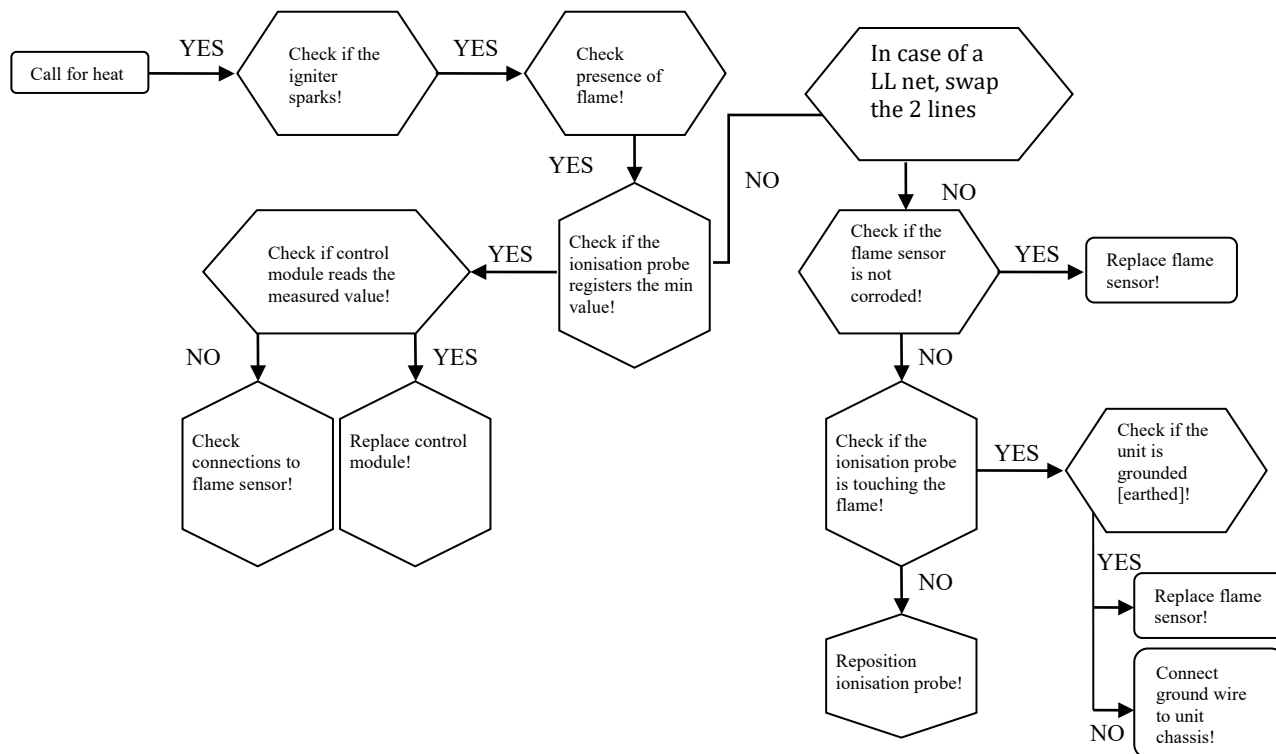 Call for heat
YES
Check if the
igniter
sparks!
YES
Check
presence of
flame!
YES
In case of a
LL net, swap
the 2 lines
NO
NO
Check if the
ionisation probe
registers the min
value!
YES
Check if control
module reads the
measured value!
NO
YES
Check
connections to
flame sensor!
Replace control
module!
Check if the
flame sensor
is not
corroded!
YES
Replace flame
sensor!
NO
Check if the
ionisation probe
is touching the
flame!
YES
Check if the
unit is
grounded
[earthed]!
NO
Reposition
ionisation probe!
YES
Replace flame
sensor!
NO
Connect
ground wire
to unit
chassis!